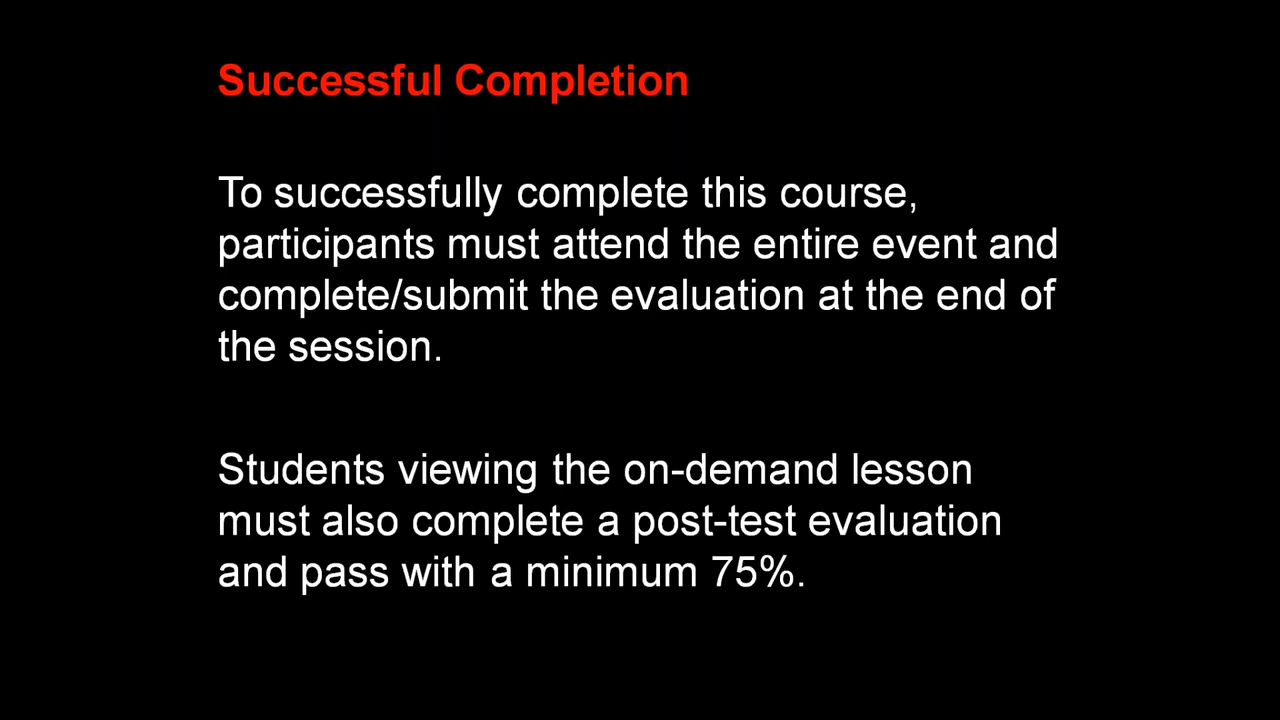 Successful Completion
To successfully complete this course,
participants must attend the entire event and
complete/submit the evaluation at the end of
the session.
Students viewing the on-demand lesson
must also complete a post-test evaluation
and pass with a minimum 75%.